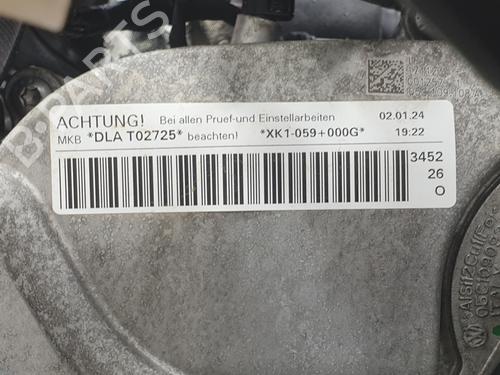 ACHTUNG! Bei allen Pruef-und Einstellarbeiten 02.01.24
MKB *DLA T02725* beachten! *XK1-059+000G* 19:22
3452
26
O
B-PARTS